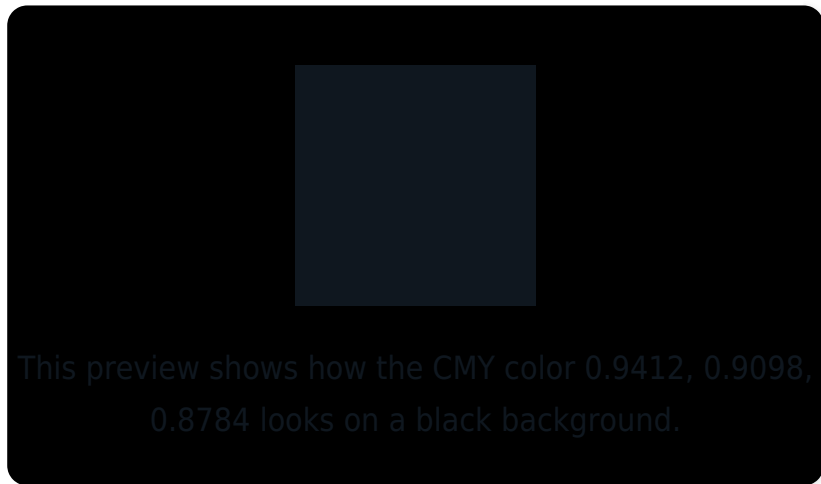 This preview shows how the CMY color 0.9412, 0.9098,
0.8784 looks on a black background.